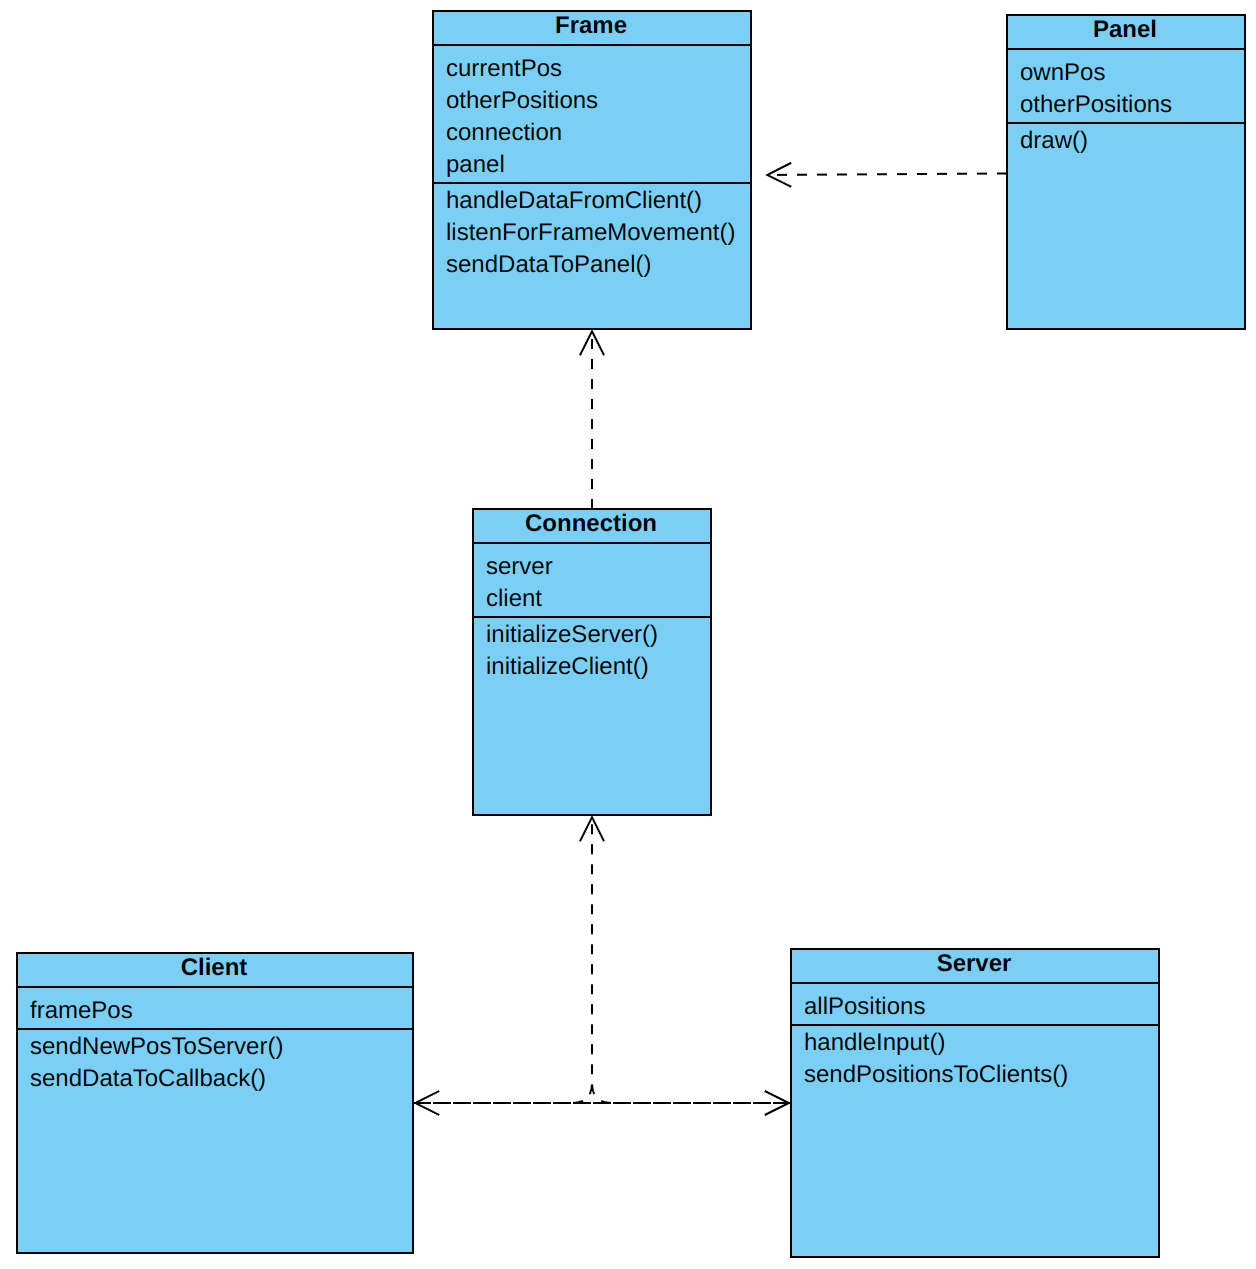 Frame
currentPos
otherPositions
connection
panel
handleDataFromClient()
listenForFrameMovement()
sendDataToPanel()
Panel
ownPos
otherPositions
draw()
Connection
server
client
initializeServer()
initializeClient()
Client
framePos
sendNewPosToServer()
sendDataToCallback()
Server
allPositions
handleInput()
sendPositionsToClients()